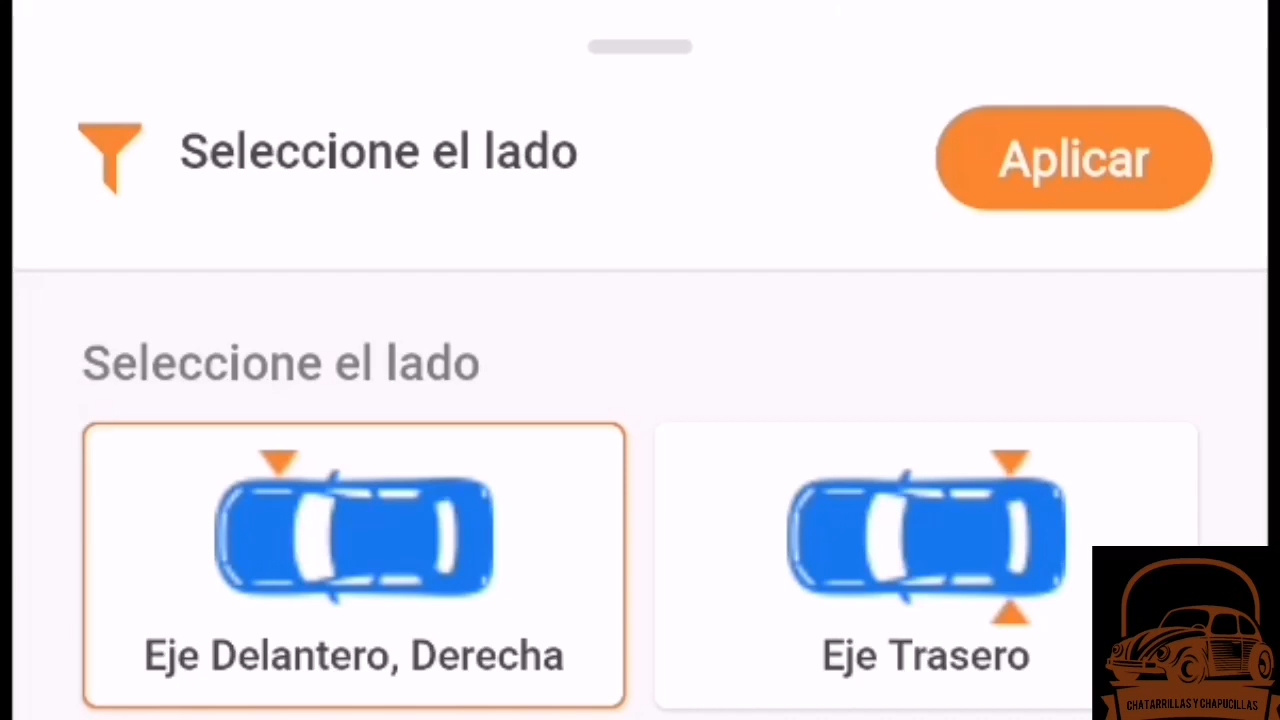 Seleccione el lado
Aplicar
Seleccione el lado
Eje Delantero, Derecha
Eje Trasero
CHATARRILLAS Y CHAPUCILLAS